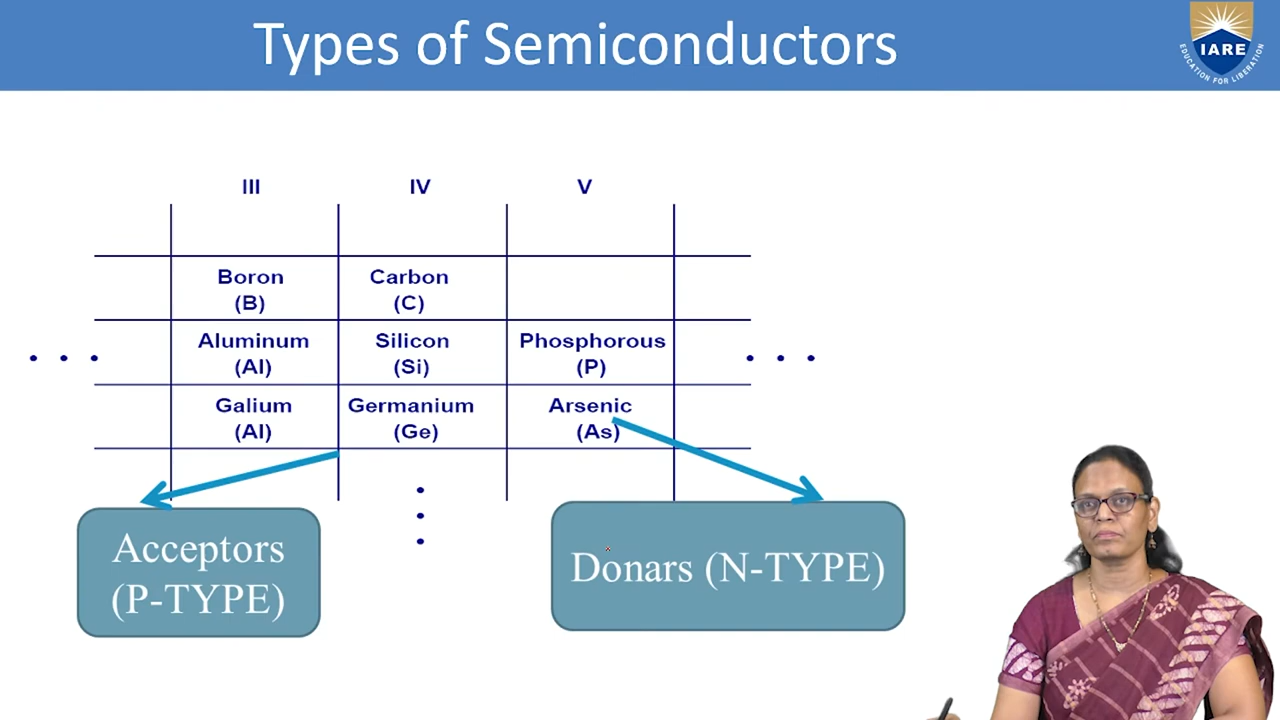 Types of Semiconductors
IARE
EDUCATION FOR LIBERATION
III IV V
Boron Carbon
(B) (C)
Aluminum Silicon Phosphorous
(Al) (Si) (P)
Galium Germanium Arsenic
(Al) (Ge) (As)
Acceptors
(P-TYPE)
Donars (N-TYPE)